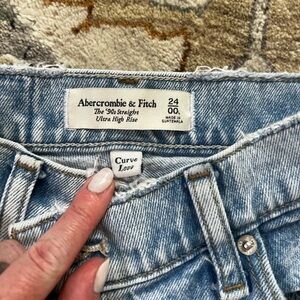 Abercrombie & Fitch
The '90s Straight
Ultra High Rise
24
00.
MADE IN
GUATEMALA
Curve
Love